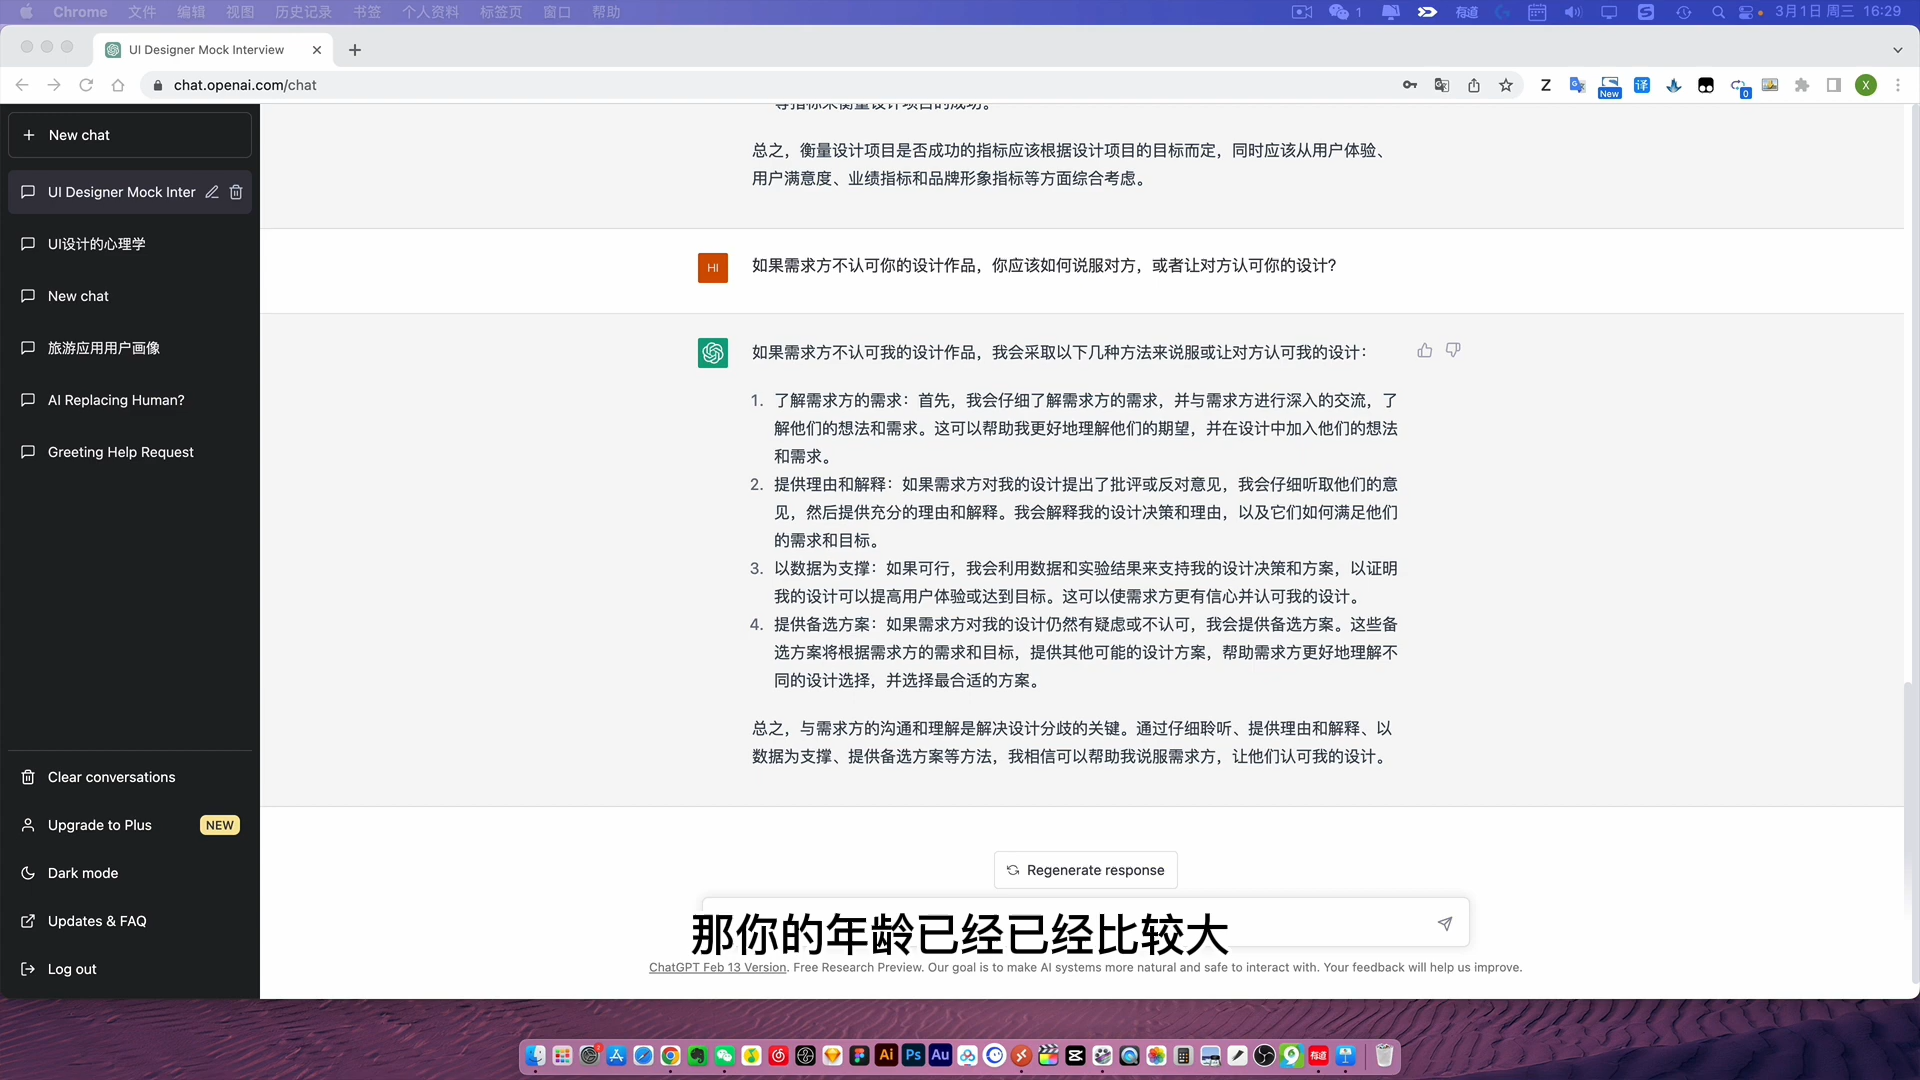 Chrome 文件 编辑 视图 历史记录 书签 个人资料 标签页 窗口 帮助 1 有道 3月1日 周三 16:29
UI Designer Mock Interview
chat.openai.com/chat
Z New 译 0 X
New chat
UI Designer Mock Inter
UI设计的心理学
New chat
旅游应用用户画像
AI Replacing Human?
Greeting Help Request
Clear conversations
Upgrade to Plus NEW
Dark mode
Updates & FAQ
Log out
等指标来衡量设计项目的成功。
总之，衡量设计项目是否成功的指标应该根据设计项目的目标而定，同时应该从用户体验、
用户满意度、业绩指标和品牌形象指标等方面综合考虑。
HI 如果需求方不认可你的设计作品，你应该如何说服对方，或者让对方认可你的设计？
如果需求方不认可我的设计作品，我会采取以下几种方法来说服或让对方认可我的设计：
1. 了解需求方的需求：首先，我会仔细了解需求方的需求，并与需求方进行深入的交流，了
解他们的想法和需求。这可以帮助我更好地理解他们的期望，并在设计中加入他们的想法
和需求。
2. 提供理由和解释：如果需求方对我的设计提出了批评或反对意见，我会仔细听取他们的意
见，然后提供充分的理由和解释。我会解释我的设计决策和理由，以及它们如何满足他们
的需求和目标。
3. 以数据为支撑：如果可行，我会利用数据和实验结果来支持我的设计决策和方案，以证明
我的设计可以提高用户体验或达到目标。这可以使需求方更有信心并认可我的设计。
4. 提供备选方案：如果需求方对我的设计仍然有疑虑或不认可，我会提供备选方案。这些备
选方案将根据需求方的需求和目标，提供其他可能的设计方案，帮助需求方更好地理解不
同的设计选择，并选择最合适的方案。
总之，与需求方的沟通和理解是解决设计分歧的关键。通过仔细聆听、提供理由和解释、以
数据为支撑、提供备选方案等方法，我相信可以帮助我说服需求方，让他们认可我的设计。
Regenerate response
那你的年龄已经已经比较大
ChatGPT Feb 13 Version. Free Research Preview. Our goal is to make AI systems more natural and safe to interact with. Your feedback will help us improve.
Ai Ps Au 有道